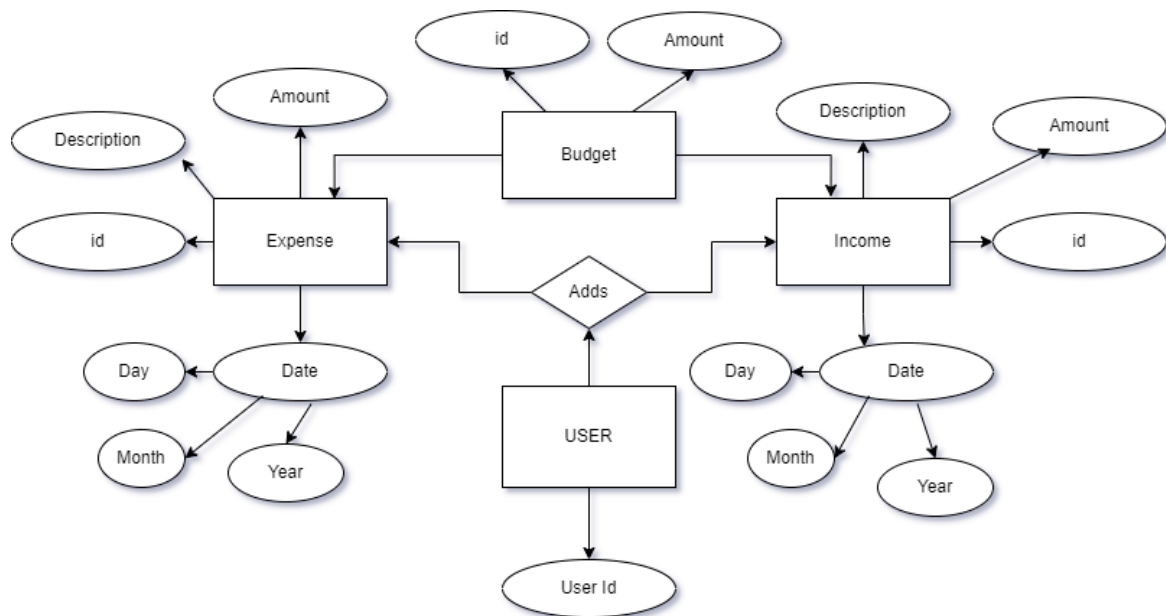 id
Amount
Amount
Description
Amount
Description
Budget
id
Expense
Income
id
Adds
Day
Date
Day
Date
USER
Month
Year
Month
Year
User Id